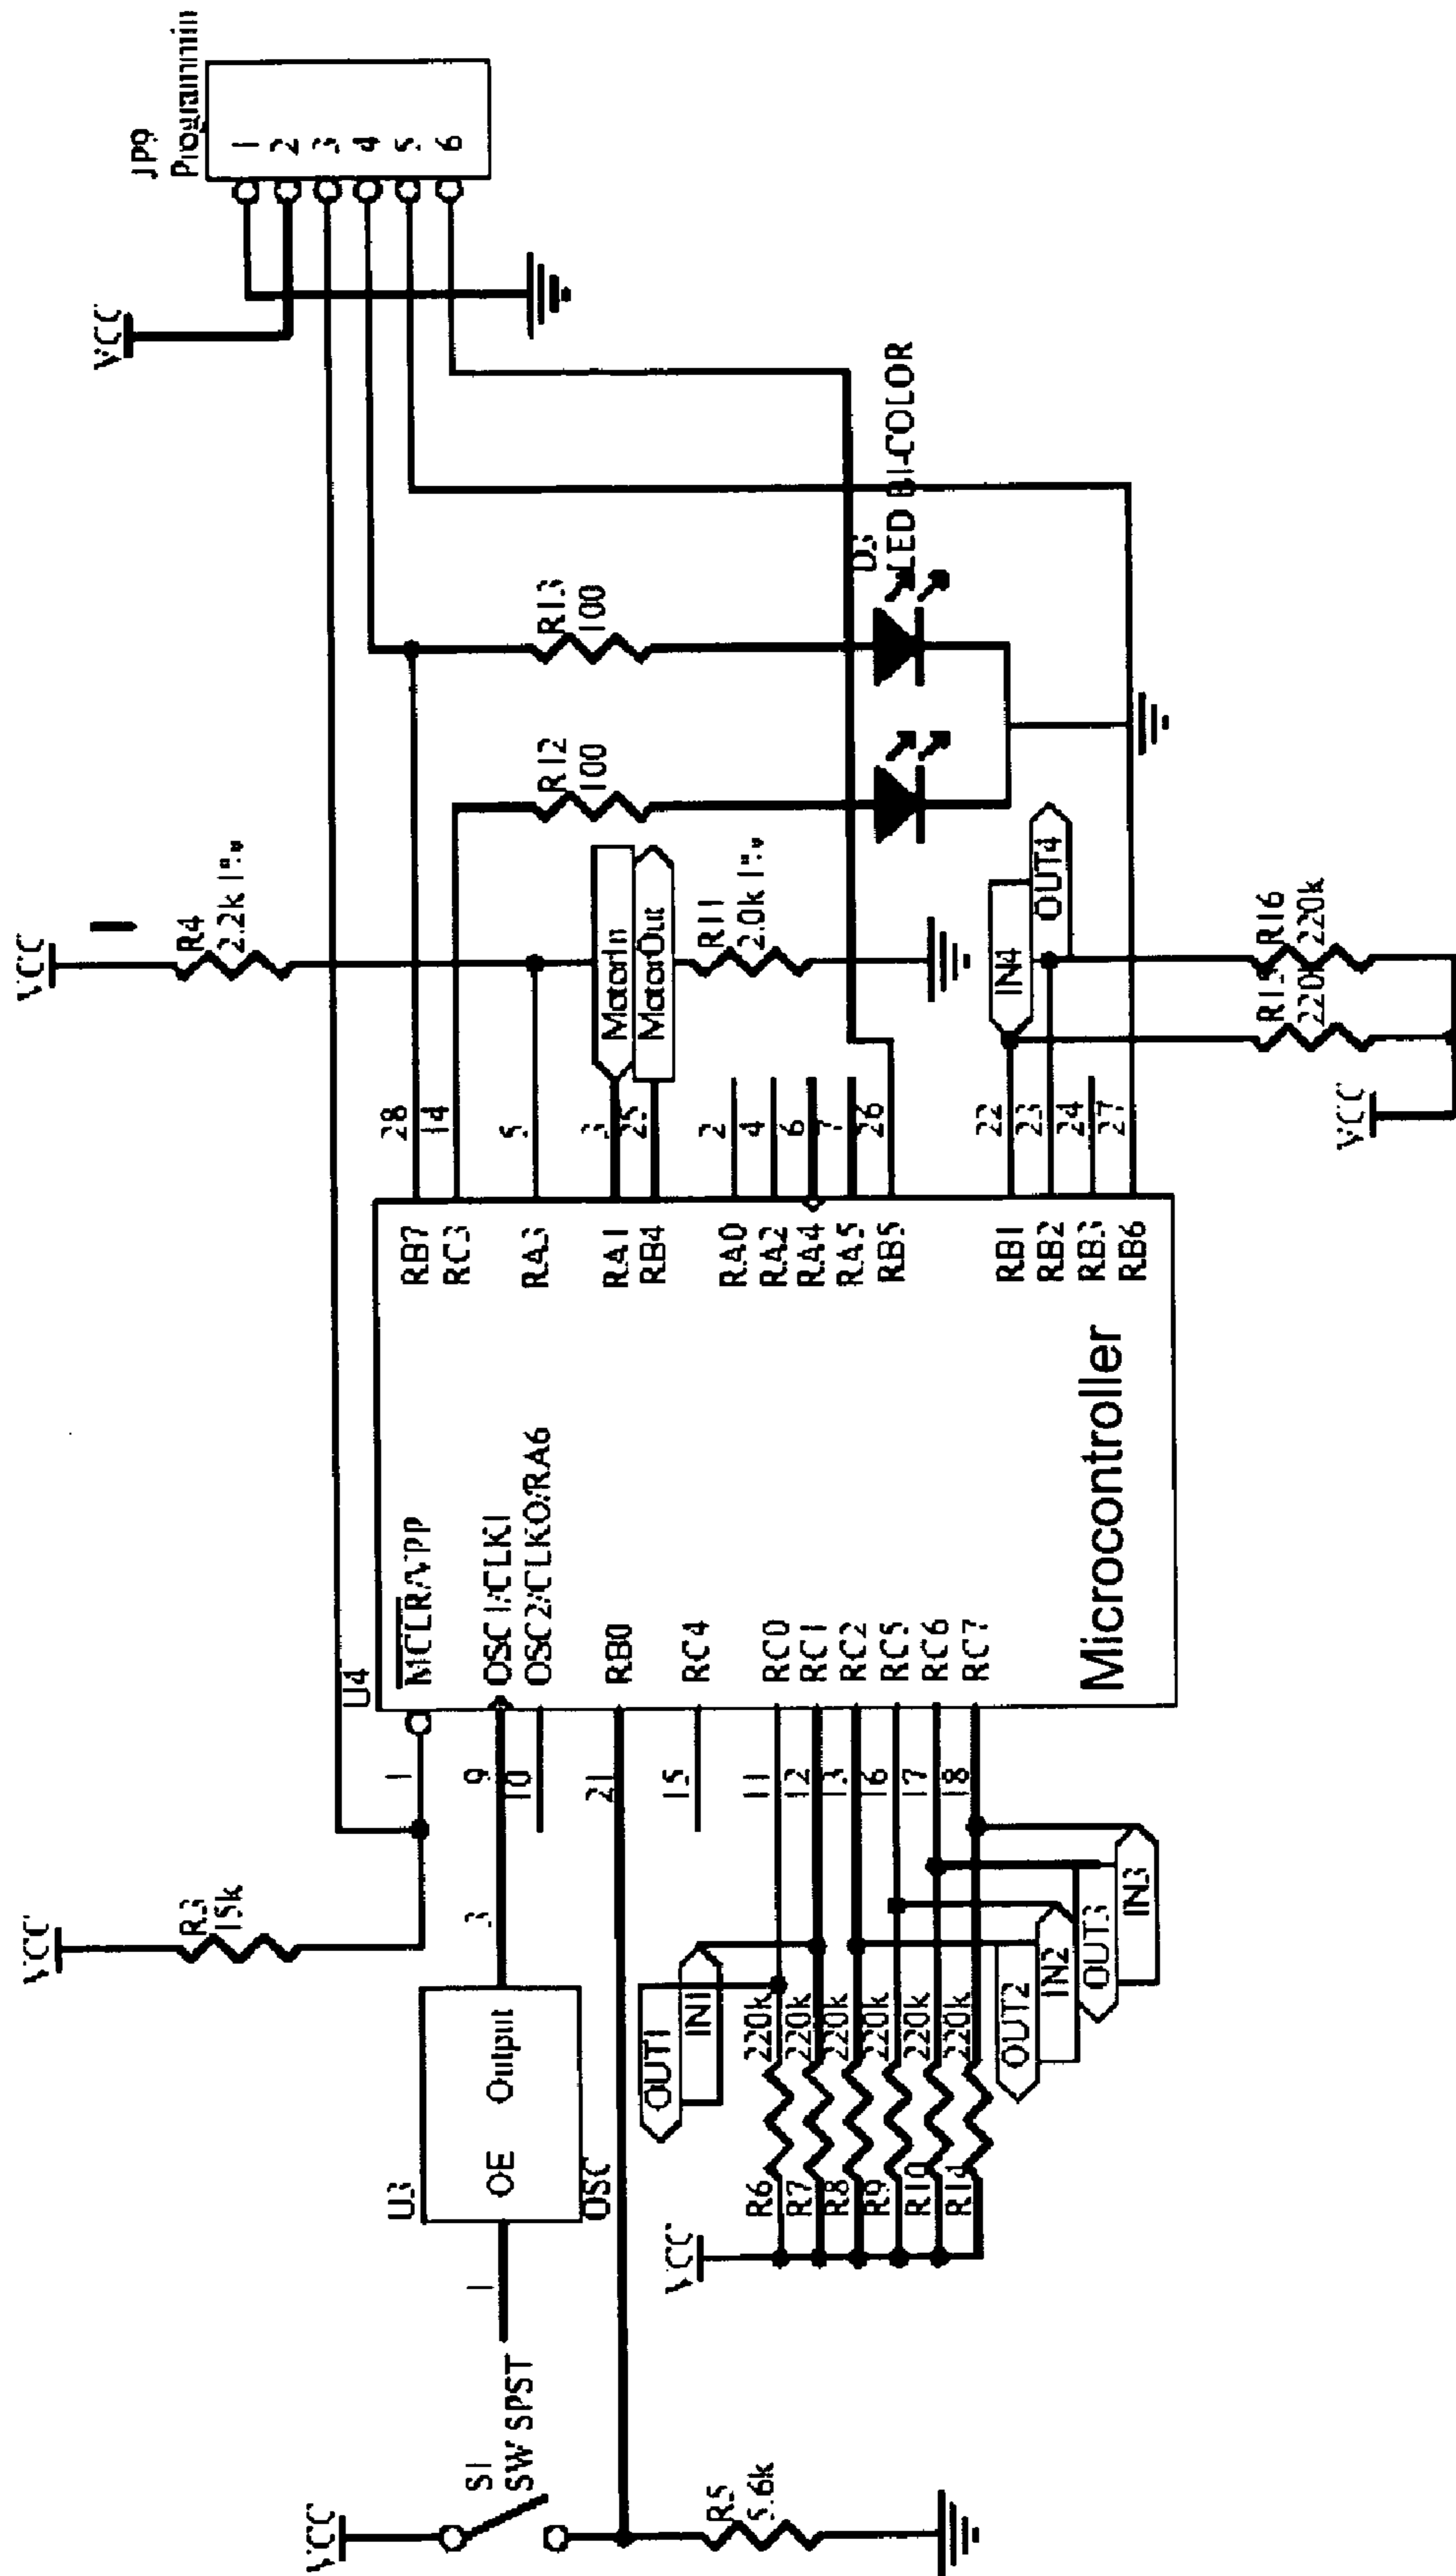 VCC
S1
SW SPST
R5
5.6k
1
U3
OE Output
OSC
3
VCC
R3
15k
U4
1
9
10
21
15
11
12
13
16
17
18
MCLR/VPP
OSC1/CLKI
OSC2/CLKO/RA6
RB0
RC4
RC0
RC1
RC2
RC5
RC6
RC7
Microcontroller
OUT1
IN1
VCC
R6 220k
R7 220k
R8 220k
R9 220k
R10 220k
R14 220k
OUT2
IN2
OUT3
IN3
RB7
RC3
RA3
RA1
RB4
RA0
RA2
RA4
RA5
RB5
RB1
RB2
RB3
RB6
28
14
5
3
25
2
4
6
7
26
22
23
24
27
VCC
R4
2.2k 1%
MotorIn
MotorOut
R11
2.0k 1%
R12
100
R13
100
D3
LED BI-COLOR
IN4
OUT4
R15
220k
R16
220k
VCC
VCC
JP9
Programmin
1
2
3
4
5
6